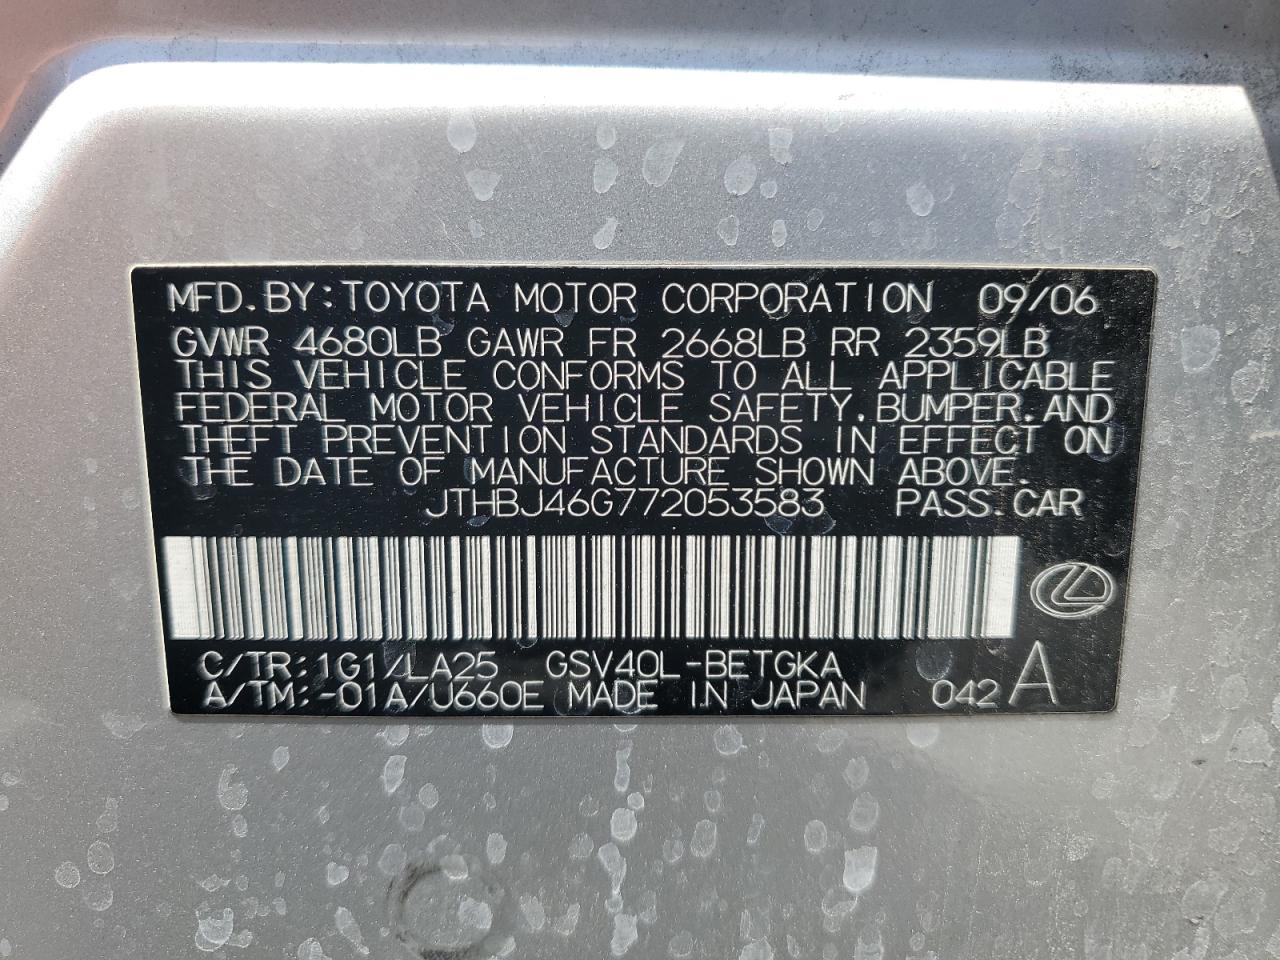 MFD.BY:TOYOTA MOTOR CORPORATION 09/06
GVWR 4680LB GAWR FR 2668LB RR 2359LB
THIS VEHICLE CONFORMS TO ALL APPLICABLE
FEDERAL MOTOR VEHICLE SAFETY,BUMPER,AND
THEFT PREVENTION STANDARDS IN EFFECT ON
THE DATE OF MANUFACTURE SHOWN ABOVE.
JTHBJ46G772053583 PASS.CAR
C/TR:1G1/LA25 GSV40L-BETGKA
A/TM:-01A/U660E MADE IN JAPAN 042 A